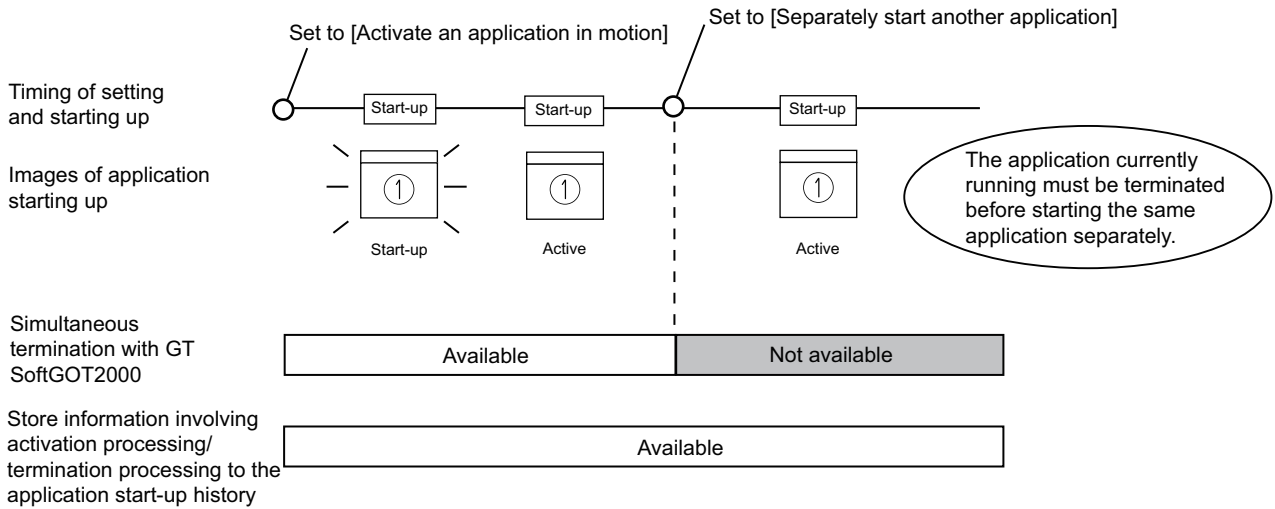 Set to [Separately start another application]
Set to [Activate an application in motion]
Timing of setting
and starting up
Start-up
Start-up
Start-up
Images of application
starting up
1
1
1
Start-up
Active
Active
The application currently
running must be terminated
before starting the same
application separately.
Simultaneous
termination with GT
SoftGOT2000
Available
Not available
Store information involving
activation processing/
termination processing to the
application start-up history
Available